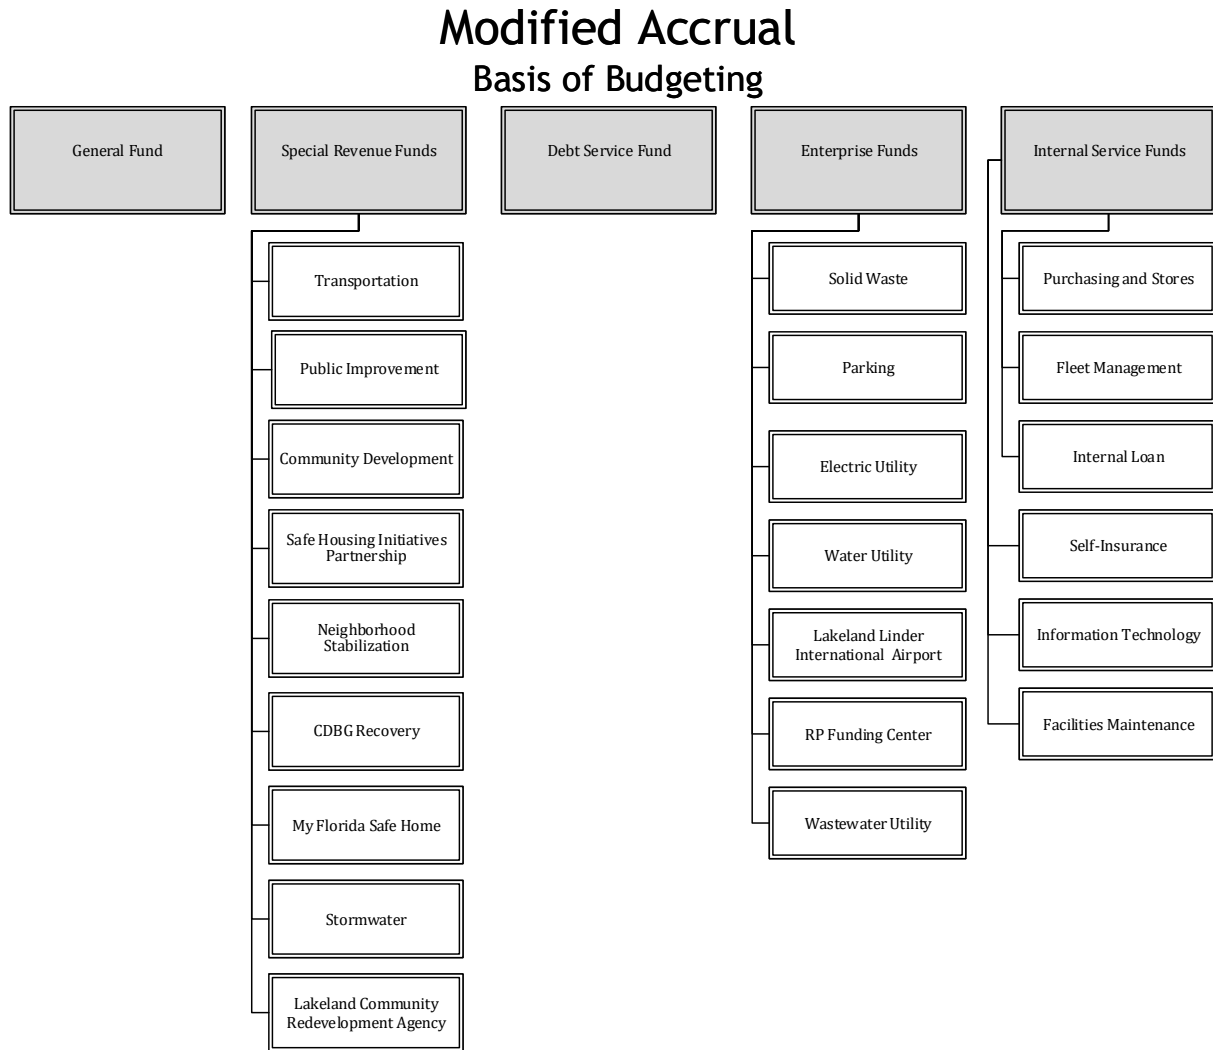 Modified Accrual
Basis of Budgeting
General Fund
Special Revenue Funds
Debt Service Fund
Enterprise Funds
Internal Service Funds
Transportation
Public Improvement
Community Development
Safe Housing Initiatives
Partnership
Neighborhood
Stabilization
CDBG Recovery
My Florida Safe Home
Stormwater
Lakeland Community
Redevelopment Agency
Solid Waste
Parking
Electric Utility
Water Utility
Lakeland Linder
International Airport
RP Funding Center
Wastewater Utility
Purchasing and Stores
Fleet Management
Internal Loan
Self-Insurance
Information Technology
Facilities Maintenance